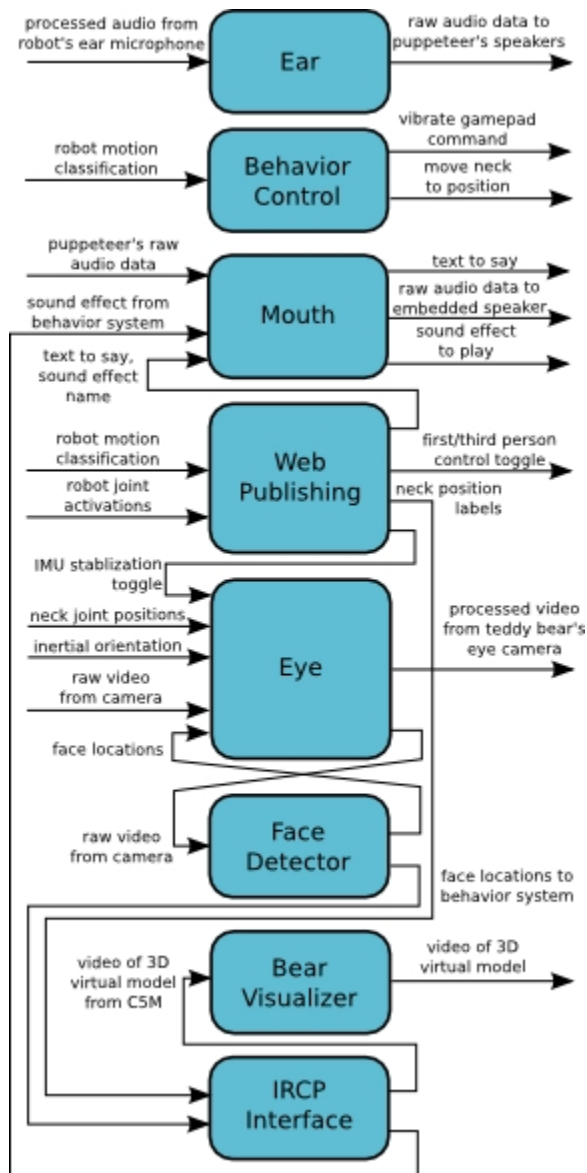 processed audio from
robot's ear microphone
Ear
raw audio data to
puppeteer's speakers
robot motion
classification
Behavior
Control
vibrate gamepad
command
move neck
to position
puppeteer's raw
audio data
sound effect from
behavior system
text to say,
sound effect
name
Mouth
text to say
raw audio data to
embedded speaker
sound effect
to play
robot motion
classification
robot joint
activations
Web
Publishing
first/third person
control toggle
neck position
labels
IMU stablization
toggle
neck joint positions
inertial orientation
raw video
from camera
face locations
Eye
processed video
from teddy bear's
eye camera
raw video
from camera
Face
Detector
face locations to
behavior system
video of 3D
virtual model
from C5M
Bear
Visualizer
video of 3D
virtual model
IRCP
Interface